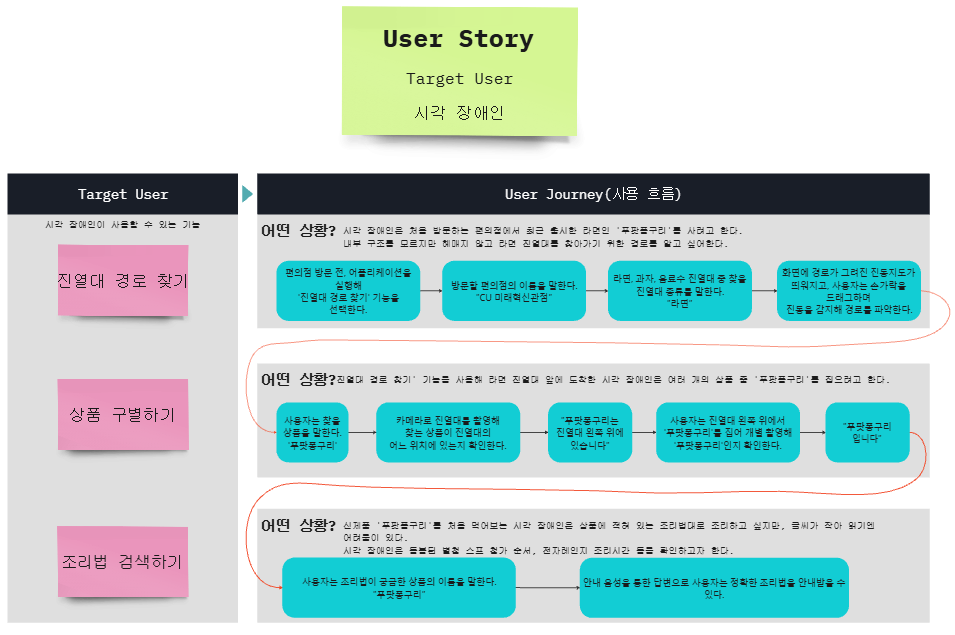 User Story
Target User
시각 장애인
Target User
User Journey(사용 흐름)
시각 장애인이 사용할 수 있는 기능
진열대 경로 찾기
어떤 상황?
시각 장애인은 처음 방문하는 편의점에서 최근 출시한 라면인 '푸팟퐁구리'를 사려고 한다.
내부 구조를 모르지만 헤매지 않고 라면 진열대를 찾아가기 위한 경로를 알고 싶어한다.
편의점 방문 전, 어플리케이션을
실행해
'진열대 경로 찾기' 기능을
선택한다.
방문할 편의점의 이름을 말한다.
"CU 미래혁신관점"
라면, 과자, 음료수 진열대 중 찾을
진열대 종류를 말한다.
"라면"
화면에 경로가 그려진 진동지도가
띄워지고, 사용자는 손가락을
드래그하며
진동을 감지해 경로를 파악한다.
상품 구별하기
어떤 상황?
진열대 경로 찾기' 기능을 사용해 라면 진열대 앞에 도착한 시각 장애인은 여러 개의 상품 중 '푸팟퐁구리'를 집으려고 한다.
사용자는 찾을
상품을 말한다.
'푸팟퐁구리'
카메라로 진열대를 촬영해
찾는 상품이 진열대의
어느 위치에 있는지 확인한다.
"푸팟퐁구리는
진열대 왼쪽 위에
있습니다"
사용자는 진열대 왼쪽 위에서
'푸팟퐁구리'를 집어 개별 촬영해
'푸팟퐁구리'인지 확인한다.
"푸팟퐁구리
입니다"
조리법 검색하기
어떤 상황?
신제품 '푸팟퐁구리'를 처음 먹어보는 시각 장애인은 상품에 적혀 있는 조리법대로 조리하고 싶지만, 글씨가 작아 읽기엔
어려움이 있다.
시각 장애인은 동봉된 별첨 스프 첨가 순서, 전자레인지 조리시간 등을 확인하고자 한다.
사용자는 조리법이 궁금한 상품의 이름을 말한다.
"푸팟퐁구리"
안내 음성을 통한 답변으로 사용자는 정확한 조리법을 안내받을 수
있다.